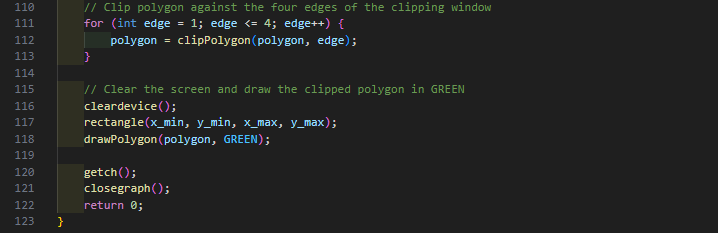 110 // Clip polygon against the four edges of the clipping window
111 for (int edge = 1; edge <= 4; edge++) {
112 polygon = clipPolygon(polygon, edge);
113 }
114
115 // Clear the screen and draw the clipped polygon in GREEN
116 cleardevice();
117 rectangle(x_min, y_min, x_max, y_max);
118 drawPolygon(polygon, GREEN);
119
120 getch();
121 closegraph();
122 return 0;
123 }